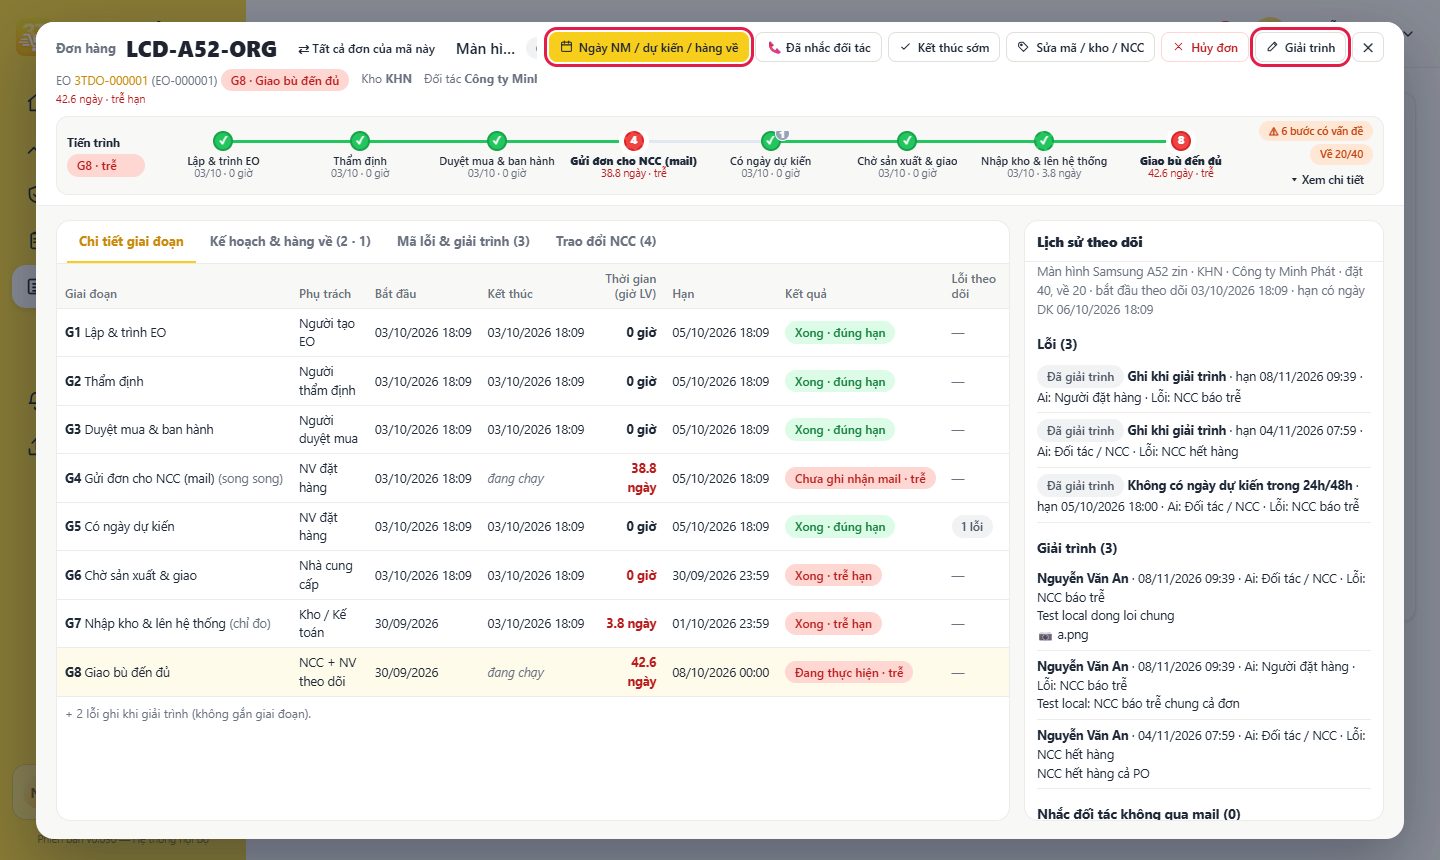 Đơn hàng LCD-A52-ORG ⇄ Tất cả đơn của mã này Màn hì... Ngày NM / dự kiến / hàng về Đã nhắc đối tác Kết thúc sớm Sửa mã / kho / NCC Hủy đơn Giải trình
EO 3TDO-000001 (EO-000001) G8 · Giao bù đến đủ Kho KHN Đối tác Công ty Minl
42.6 ngày · trễ hạn
Tiến trình
G8 · trễ
Lập & trình EO
03/10 · 0 giờ
Thẩm định
03/10 · 0 giờ
Duyệt mua & ban hành
03/10 · 0 giờ
4
Gửi đơn cho NCC (mail)
38.8 ngày · trễ
1
Có ngày dự kiến
03/10 · 0 giờ
Chờ sản xuất & giao
03/10 · 0 giờ
Nhập kho & lên hệ thống
03/10 · 3.8 ngày
8
Giao bù đến đủ
42.6 ngày · trễ
6 bước có vấn đề
Về 20/40
Xem chi tiết
Chi tiết giai đoạn Kế hoạch & hàng về (2 · 1) Mã lỗi & giải trình (3) Trao đổi NCC (4)
Giai đoạn Phụ trách Bắt đầu Kết thúc Thời gian (giờ LV) Hạn Kết quả Lỗi theo dõi
G1 Lập & trình EO Người tạo EO 03/10/2026 18:09 03/10/2026 18:09 0 giờ 05/10/2026 18:09 Xong · đúng hạn —
G2 Thẩm định Người thẩm định 03/10/2026 18:09 03/10/2026 18:09 0 giờ 05/10/2026 18:09 Xong · đúng hạn —
G3 Duyệt mua & ban hành Người duyệt mua 03/10/2026 18:09 03/10/2026 18:09 0 giờ 05/10/2026 18:09 Xong · đúng hạn —
G4 Gửi đơn cho NCC (mail) (song song) NV đặt hàng 03/10/2026 18:09 đang chạy 38.8 ngày 05/10/2026 18:09 Chưa ghi nhận mail · trễ —
G5 Có ngày dự kiến NV đặt hàng 03/10/2026 18:09 03/10/2026 18:09 0 giờ 05/10/2026 18:09 Xong · đúng hạn 1 lỗi
G6 Chờ sản xuất & giao Nhà cung cấp 03/10/2026 18:09 03/10/2026 18:09 0 giờ 30/09/2026 23:59 Xong · trễ hạn —
G7 Nhập kho & lên hệ thống (chỉ đo) Kho / Kế toán 30/09/2026 03/10/2026 18:09 3.8 ngày 01/10/2026 23:59 Xong · trễ hạn —
G8 Giao bù đến đủ NCC + NV theo dõi 30/09/2026 đang chạy 42.6 ngày 08/10/2026 00:00 Đang thực hiện · trễ —
+ 2 lỗi ghi khi giải trình (không gắn giai đoạn).
Lịch sử theo dõi
Màn hình Samsung A52 zin · KHN · Công ty Minh Phát · đặt
40, về 20 · bắt đầu theo dõi 03/10/2026 18:09 · hạn có ngày
DK 06/10/2026 18:09
Lỗi (3)
Đã giải trình Ghi khi giải trình · hạn 08/11/2026 09:39 ·
Ai: Người đặt hàng · Lỗi: NCC báo trễ
Đã giải trình Ghi khi giải trình · hạn 04/11/2026 07:59 ·
Ai: Đối tác / NCC · Lỗi: NCC hết hàng
Đã giải trình Không có ngày dự kiến trong 24h/48h ·
hạn 05/10/2026 18:00 · Ai: Đối tác / NCC · Lỗi: NCC báo trễ
Giải trình (3)
Nguyễn Văn An · 08/11/2026 09:39 · Ai: Đối tác / NCC · Lỗi:
NCC báo trễ
Test local dong loi chung
a.png
Nguyễn Văn An · 08/11/2026 09:39 · Ai: Người đặt hàng ·
Lỗi: NCC báo trễ
Test local: NCC báo trễ chung cả đơn
Nguyễn Văn An · 04/11/2026 07:59 · Ai: Đối tác / NCC · Lỗi:
NCC hết hàng
NCC hết hàng cả PO
Nhắc đối tác không qua mail (0)